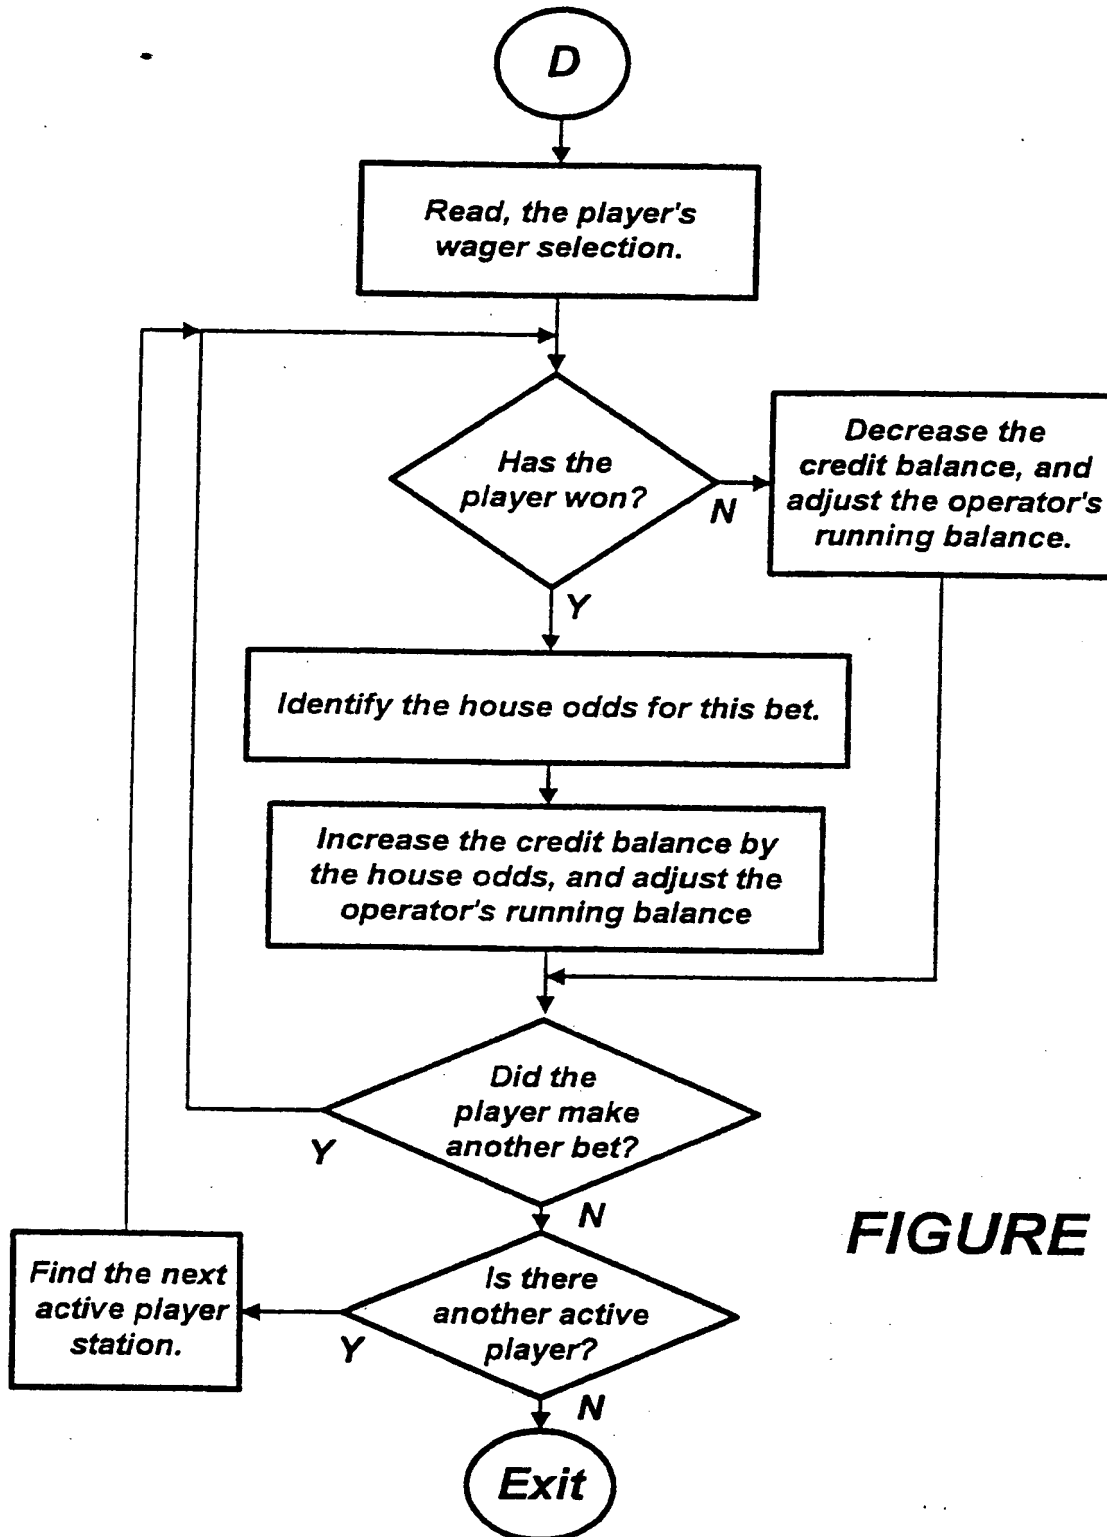 D
Read, the player's
wager selection.
Has the
player won?
N
Decrease the
credit balance, and
adjust the operator's
running balance.
Y
Identify the house odds for this bet.
Increase the credit balance by
the house odds, and adjust the
operator's running balance
Did the
player make
another bet?
Y
N
FIGURE
Find the next
active player
station.
Is there
another active
player?
Y
N
Exit